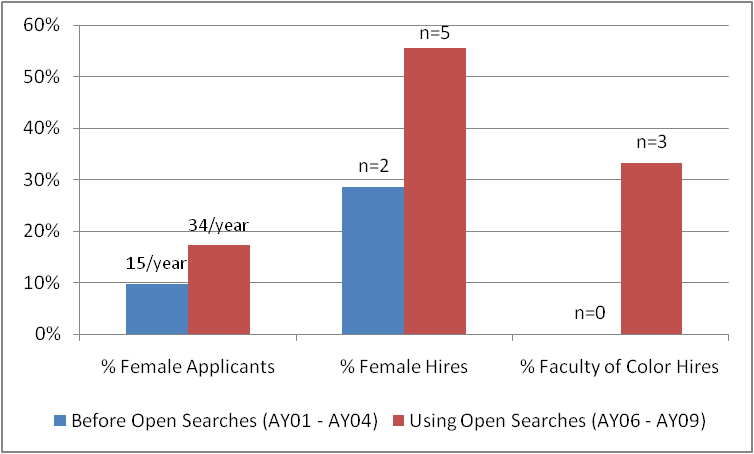 60%
50%
40%
30%
20%
10%
0%
15/year
34/year
n=2
n=5
n=0
n=3
% Female Applicants
% Female Hires
% Faculty of Color Hires
Before Open Searches (AY01 - AY04)
Using Open Searches (AY06 - AY09)